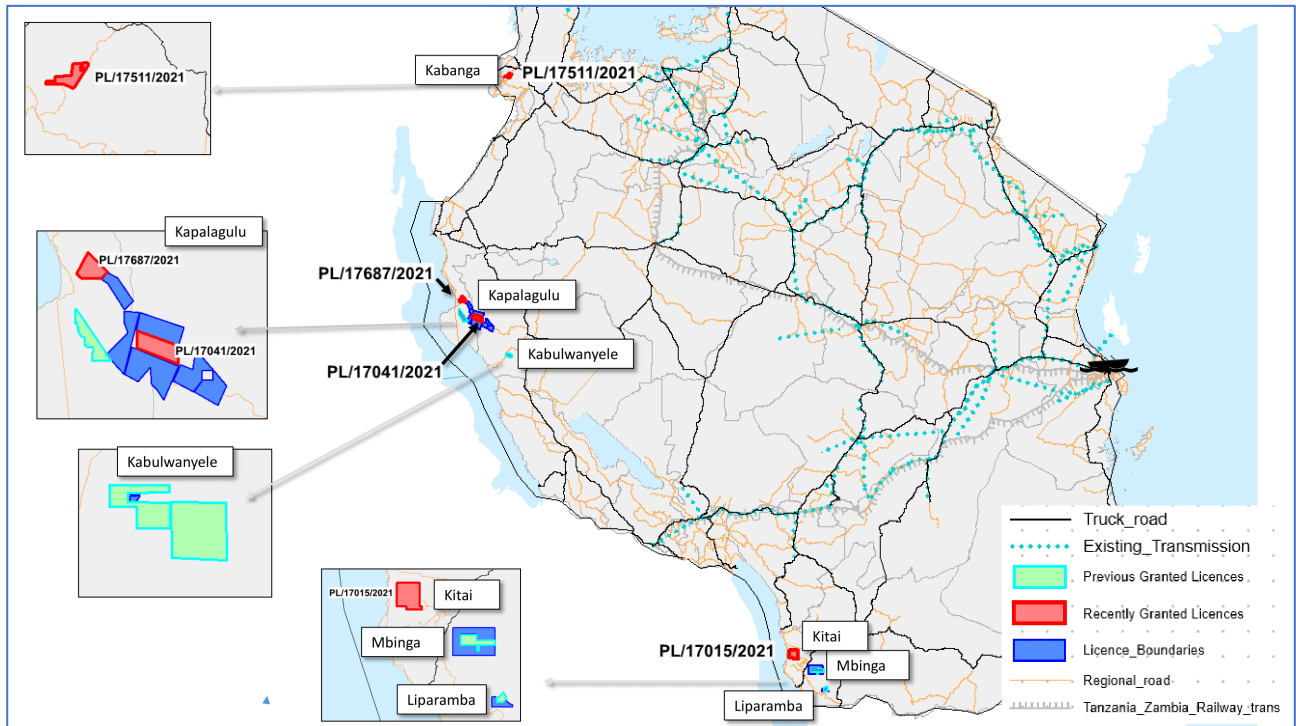 PL/17511/2021
Kabanga
PL/17511/2021
Kapalagulu
PL/17687/2021
PL/17041/2021
PL/17687/2021
Kapalagulu
Kabulwanyele
PL/17041/2021
Kabulwanyele
PL/17015/2021
Kitai
Mbinga
Liparamba
PL/17015/2021
Kitai
Mbinga
Liparamba
Truck_road
Existing_Transmission
Previous Granted Licences
Recently Granted Licences
Licence_Boundaries
Regional_road
Tanzania_Zambia_Railway_trans